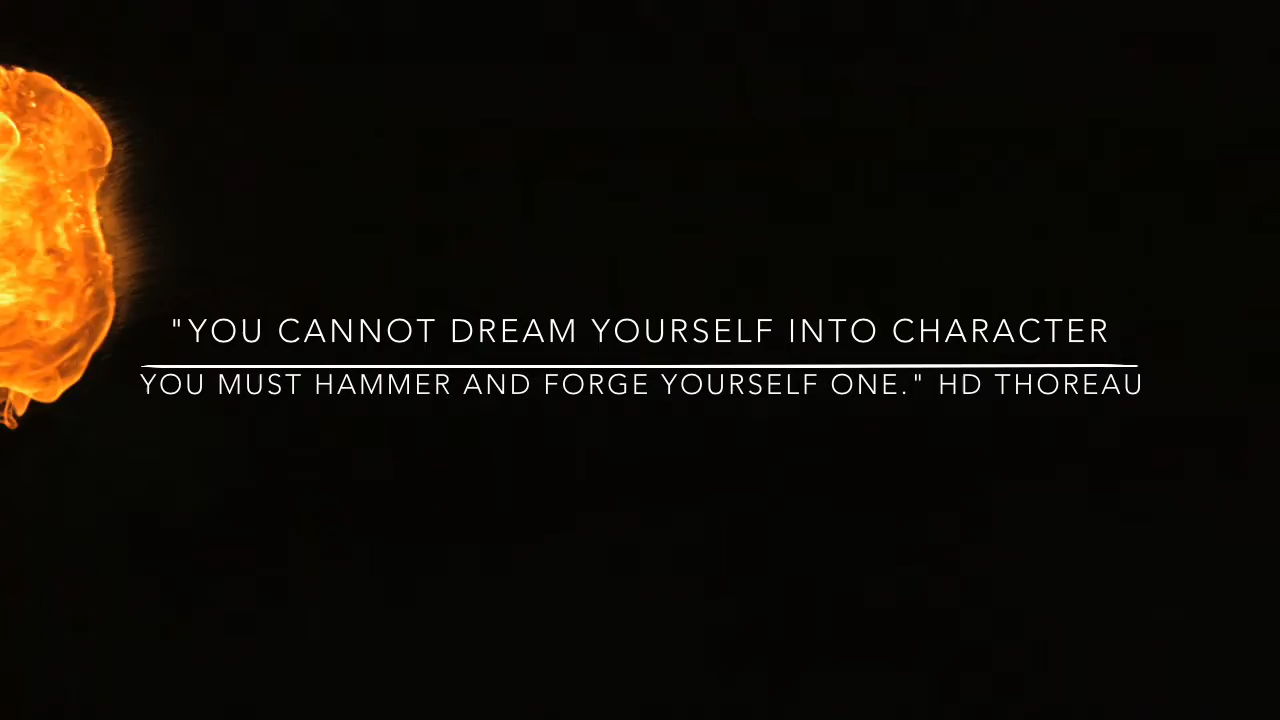 "YOU CANNOT DREAM YOURSELF INTO CHARACTER
YOU MUST HAMMER AND FORGE YOURSELF ONE." HD THOREAU